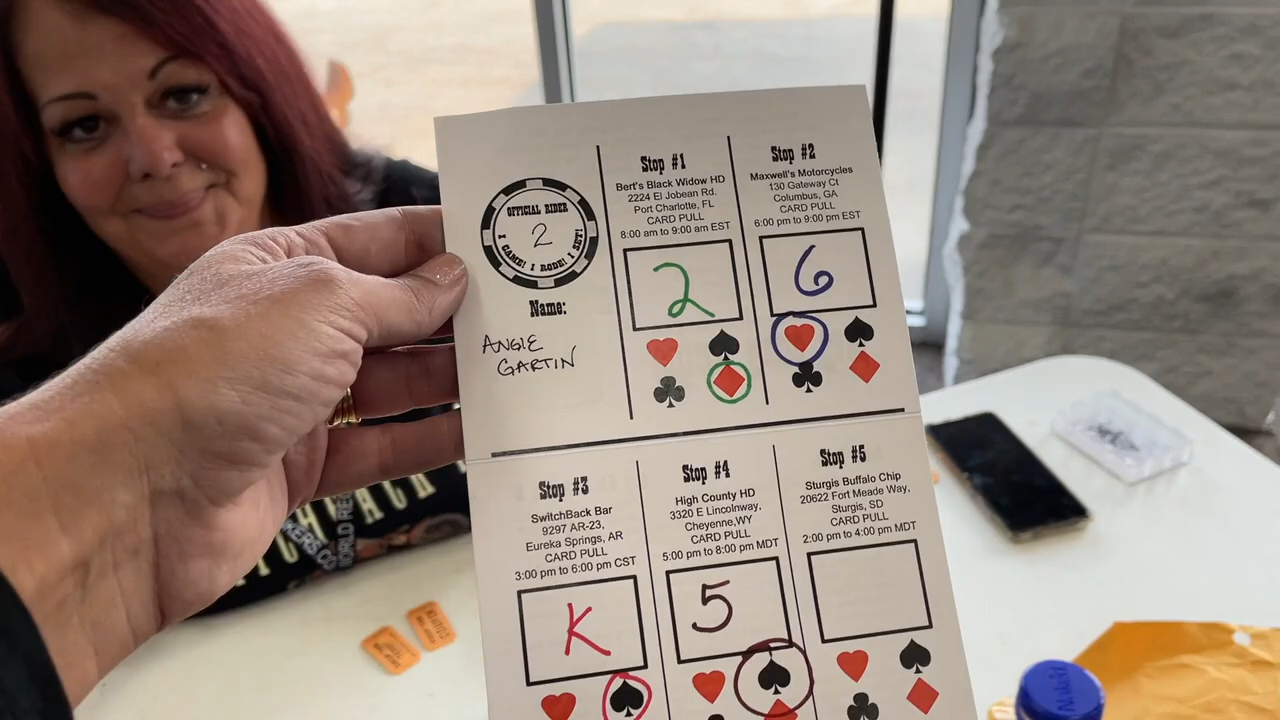 OFFICIAL RIDER
2
I CAME! I RODE! I SET!
Name:
ANGIE
GARTIN
Stop #1
Bert's Black Widow HD
2224 El Jobean Rd.
Port Charlotte, FL
CARD PULL
8:00 am to 9:00 am EST
2
Stop #2
Maxwell's Motorcycles
130 Gateway Ct
Columbus, GA
CARD PULL
6:00 pm to 9:00 pm EST
6
Stop #3
SwitchBack Bar
9297 AR-23,
Eureka Springs, AR
CARD PULL
3:00 pm to 6:00 pm CST
K
Stop #4
High County HD
3320 E Lincolnway,
Cheyenne,WY
CARD PULL
5:00 pm to 8:00 pm MDT
5
Stop #5
Sturgis Buffalo Chip
20622 Fort Meade Way,
Sturgis, SD
CARD PULL
2:00 pm to 4:00 pm MDT